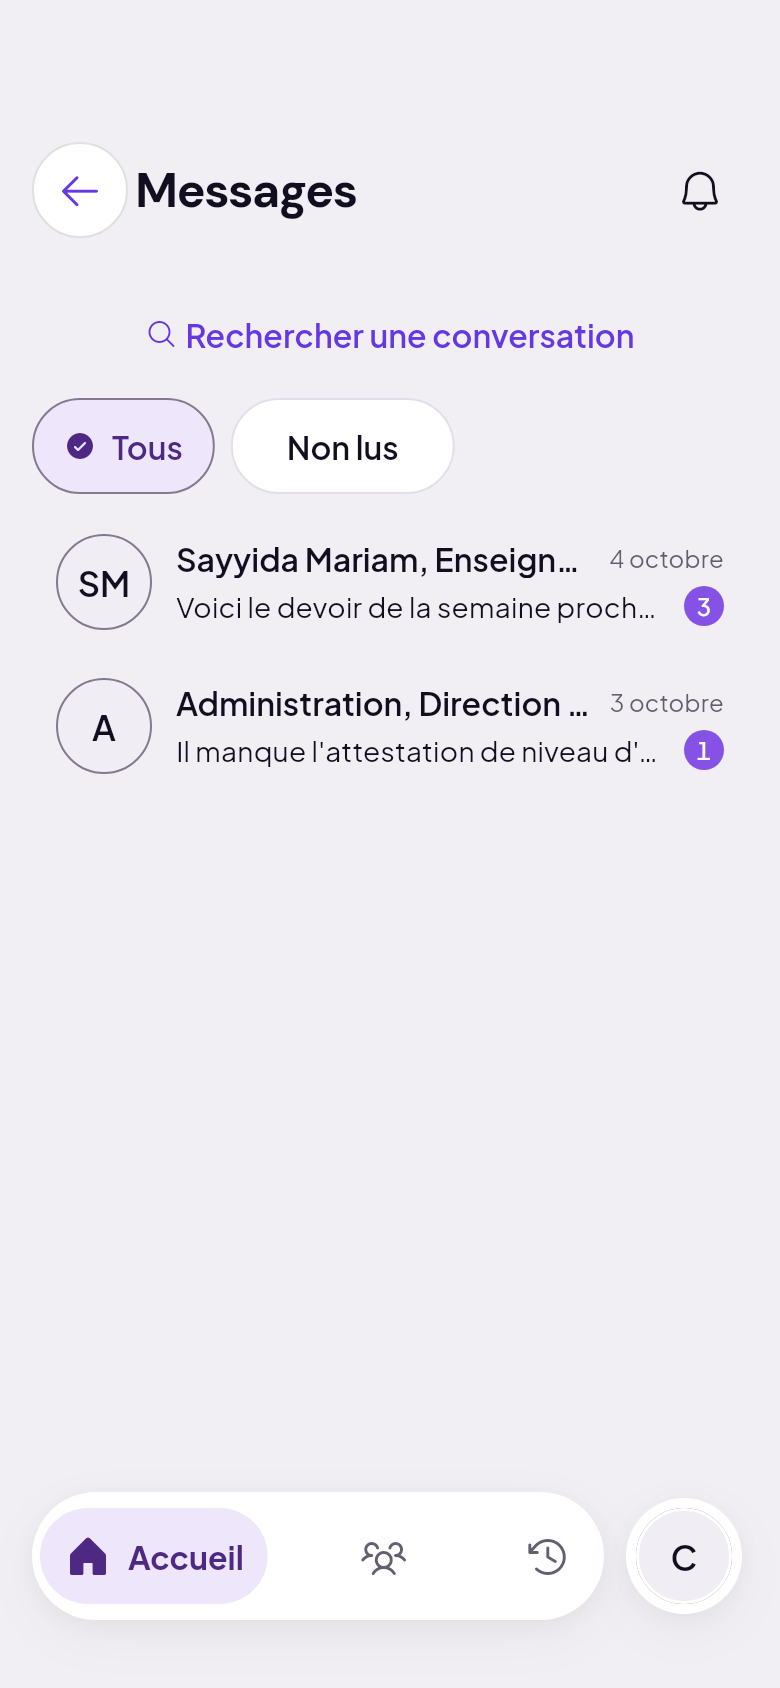 Messages
Rechercher une conversation
Tous
Non lus
SM
Sayyida Mariam, Enseign...
4 octobre
Voici le devoir de la semaine proch...
3
A
Administration, Direction ...
3 octobre
Il manque l'attestation de niveau d'...
1
Accueil
C